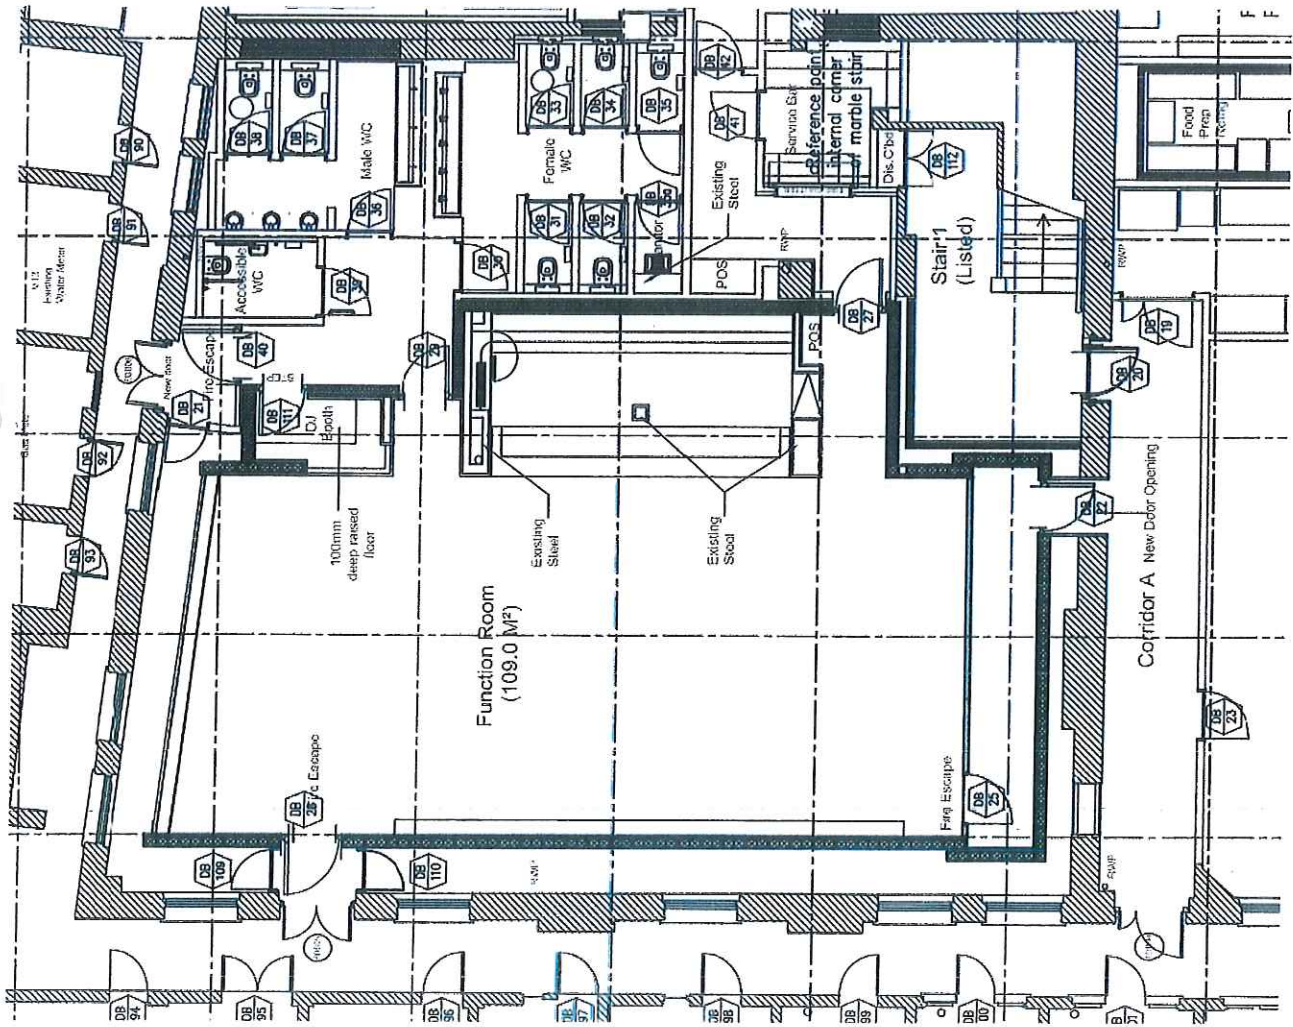 DB
90
DB
91
DB
92
DB
93
Existing
Water Meter
DB
38
DB
37
Male WC
DB
36
Accessible
WC
DB
39
DB
40
New door
DB
21
DB
111
DJ
Booth
STEP
DB
29
DB
30
DB
33
DB
34
DB
35
Female
WC
DB
31
DB
32
DB
42
DB
41
Existing
Steel
POS
RWP
Service Bar
Reference point
internal corner
of marble stair
Dis.C'bd
DB
112
Stair 1
(Listed)
DB
27
POS
Food
Prep
RWP
DB
19
DB
20
100mm
deep raised
floor
Existing
Steel
Existing
Steel
Function Room
(109.0 M²)
DB
22
New Door Opening
Corridor A
DB
23
Fire Escape
DB
25
Escape
DB
DB
109
DB
110
RWP
RWP
DB
94
DB
95
DB
96
DB
97
DB
98
DB
99
DB
F
F